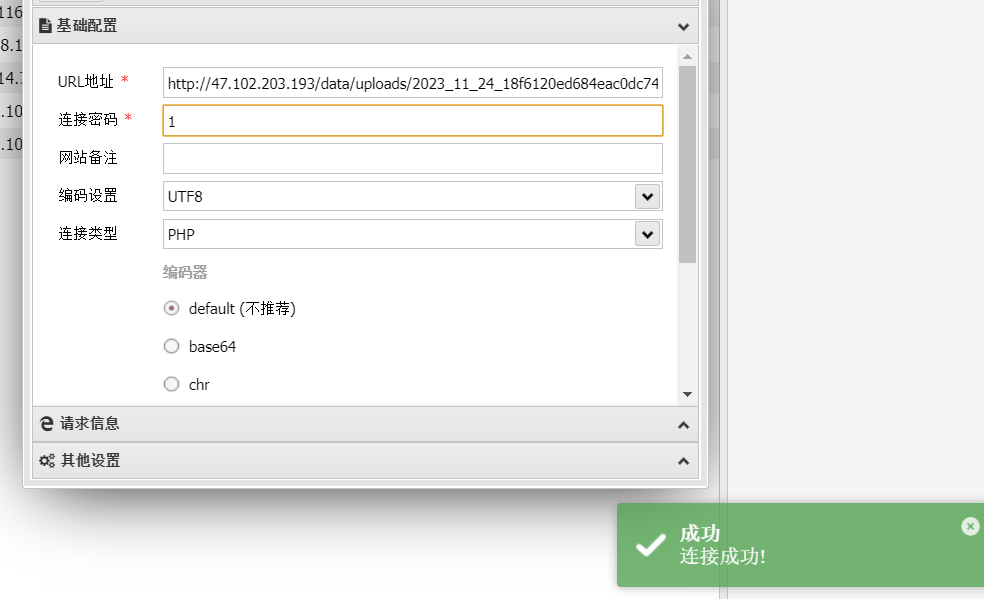 116
8.1
14.7
.10
.10
基础配置
URL地址 *
http://47.102.203.193/data/uploads/2023_11_24_18f6120ed684eac0dc74
连接密码 *
1
网站备注
编码设置
UTF8
连接类型
PHP
编码器
default (不推荐)
base64
chr
请求信息
其他设置
成功
连接成功!